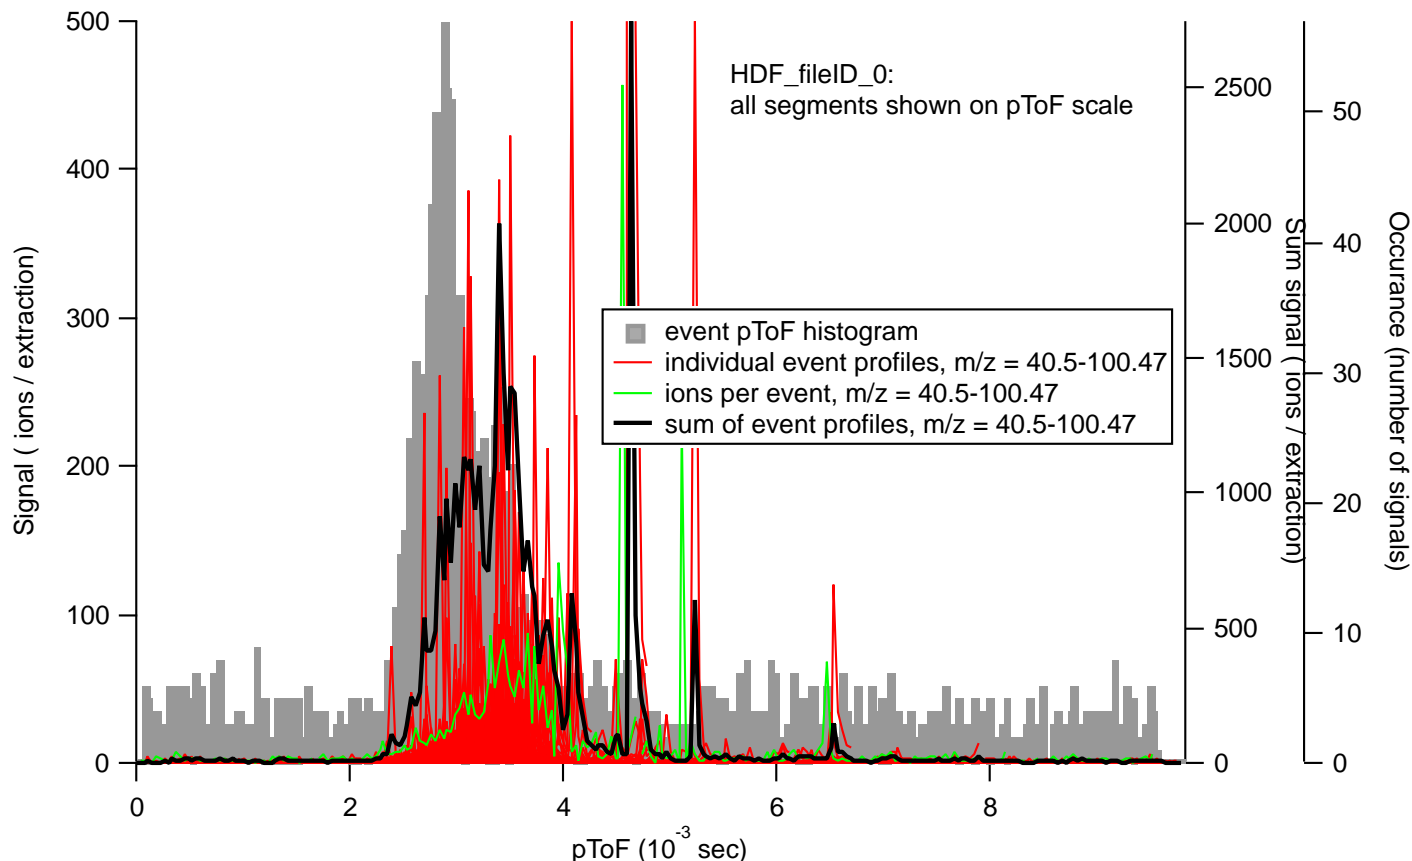 500
400
300
200
100
0
Signal ( ions / extraction)
0
2
4
6
8
pToF (10⁻³ sec)
HDF_fileID_0:
all segments shown on pToF scale
event pToF histogram
individual event profiles, m/z = 40.5-100.47
ions per event, m/z = 40.5-100.47
sum of event profiles, m/z = 40.5-100.47
2500
2000
1500
1000
500
0
Sum signal ( ions / extraction)
50
40
30
20
10
0
Occurance (number of signals)